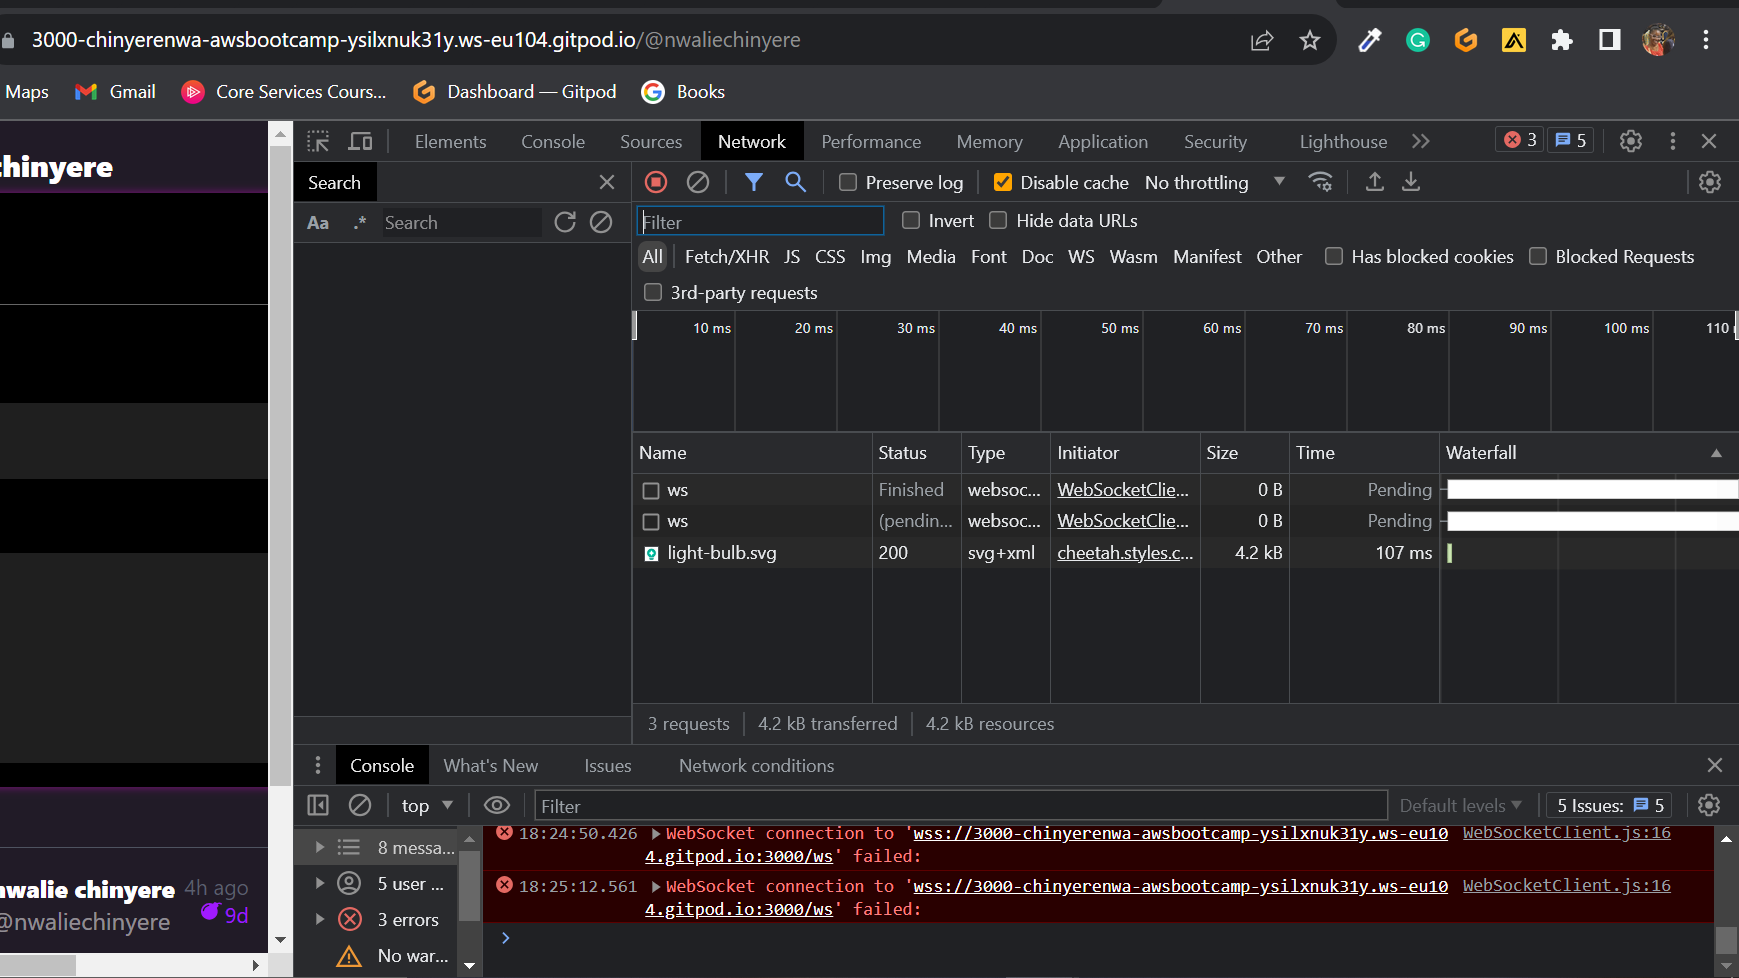 3000-chinyerenwa-awsbootcamp-ysilxnuk31y.ws-eu104.gitpod.io/@nwaliechinyere
Maps Gmail Core Services Cours... Dashboard — Gitpod Books
chinyere
Elements Console Sources Network Performance Memory Application Security Lighthouse 3 5
Search
Preserve log Disable cache No throttling
Aa .* Search
Filter Invert Hide data URLs
All Fetch/XHR JS CSS Img Media Font Doc WS Wasm Manifest Other Has blocked cookies Blocked Requests
3rd-party requests
10 ms 20 ms 30 ms 40 ms 50 ms 60 ms 70 ms 80 ms 90 ms 100 ms 110
Name Status Type Initiator Size Time Waterfall
ws Finished websoc... WebSocketClie... 0 B Pending
ws (pendin... websoc... WebSocketClie... 0 B Pending
light-bulb.svg 200 svg+xml cheetah.styles.c... 4.2 kB 107 ms
3 requests 4.2 kB transferred 4.2 kB resources
Console What's New Issues Network conditions
top Filter Default levels 5 Issues: 5
8 messa...
5 user ...
3 errors
No war...
18:24:50.426 WebSocket connection to 'wss://3000-chinyerenwa-awsbootcamp-ysilxnuk31y.ws-eu10 WebSocketClient.js:16
4.gitpod.io:3000/ws' failed:
18:25:12.561 WebSocket connection to 'wss://3000-chinyerenwa-awsbootcamp-ysilxnuk31y.ws-eu10 WebSocketClient.js:16
4.gitpod.io:3000/ws' failed:
nwalie chinyere 4h ago
@nwaliechinyere 9d